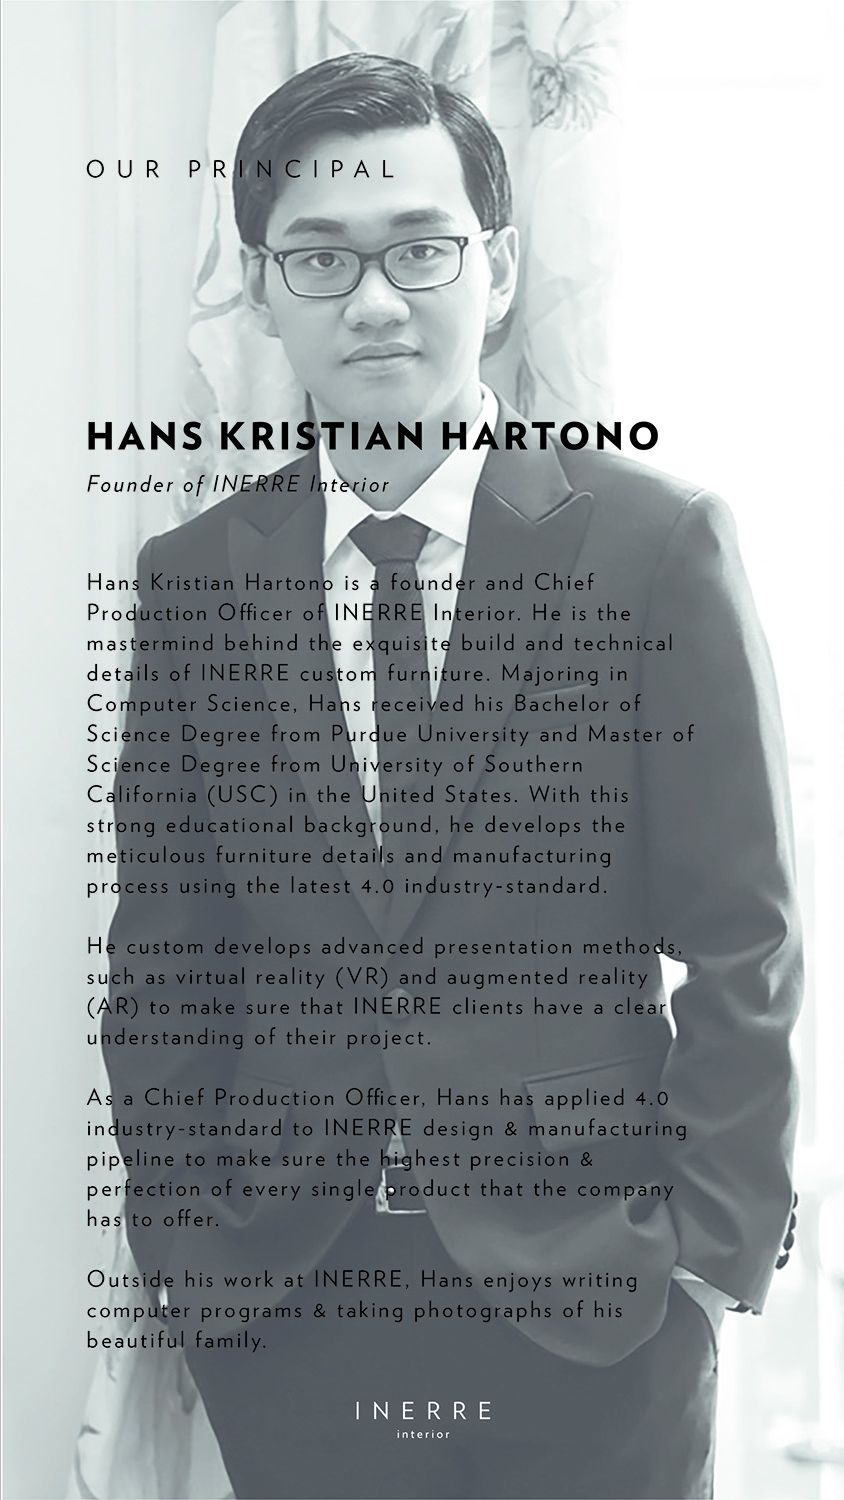 OUR PRINCIPAL
HANS KRISTIAN HARTONO
Founder of INERRE Interior
Hans Kristian Hartono is a founder and Chief
Production Officer of INERRE Interior. He is the
mastermind behind the exquisite build and technical
details of INERRE custom furniture. Majoring in
Computer Science, Hans received his Bachelor of
Science Degree from Purdue University and Master of
Science Degree from University of Southern
California (USC) in the United States. With this
strong educational background, he develops the
meticulous furniture details and manufacturing
process using the latest 4.0 industry-standard.
He custom develops advanced presentation methods,
such as virtual reality (VR) and augmented reality
(AR) to make sure that INERRE clients have a clear
understanding of their project.
As a Chief Production Officer, Hans has applied 4.0
industry-standard to INERRE design & manufacturing
pipeline to make sure the highest precision &
perfection of every single product that the company
has to offer.
Outside his work at INERRE, Hans enjoys writing
computer programs & taking photographs of his
beautiful family.
INERRE
interior